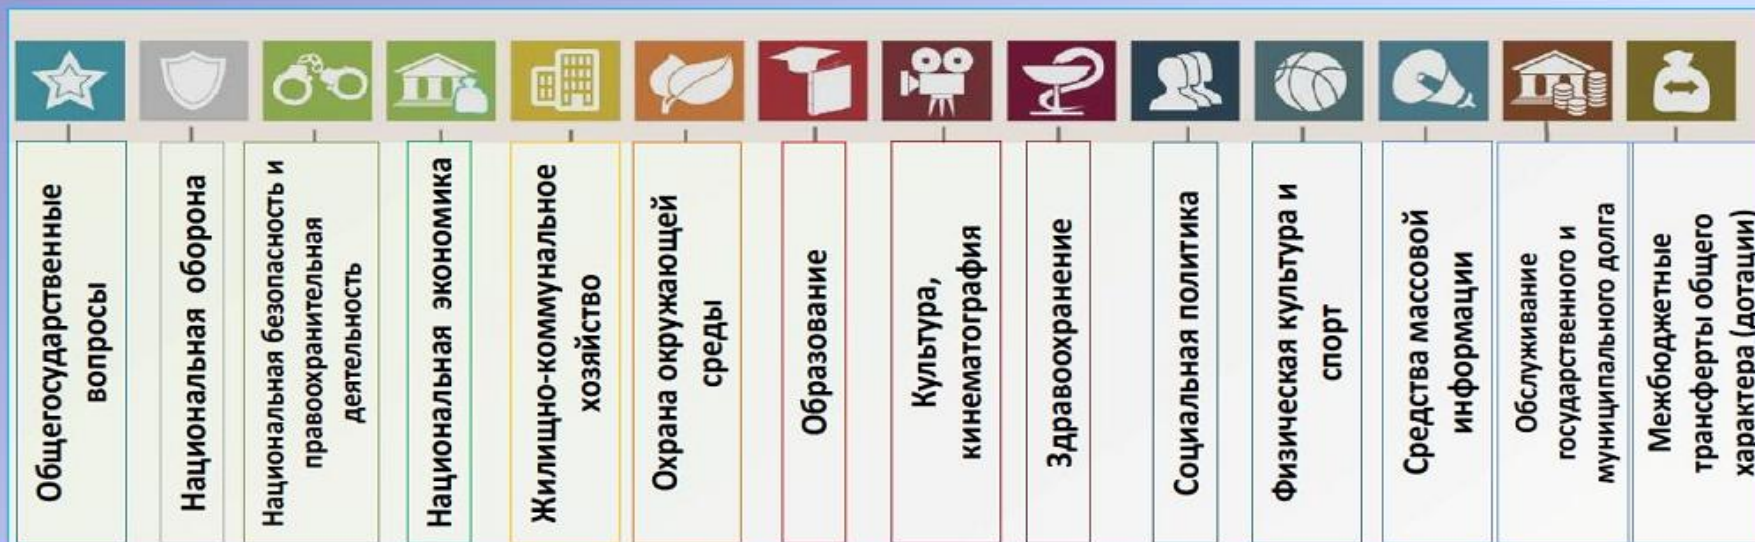 Общегосударственные
вопросы
Национальная оборона
Национальная безопасность и
правоохранительная
деятельность
Национальная экономика
Жилищно-коммунальное
хозяйство
Охрана окружающей
среды
Образование
Культура,
кинематография
Здравоохранение
Социальная политика
Физическая культура и
спорт
Средства массовой
информации
Обслуживание
государственного и
муниципального долга
Межбюджетные
трансферты общего
характера (дотации)